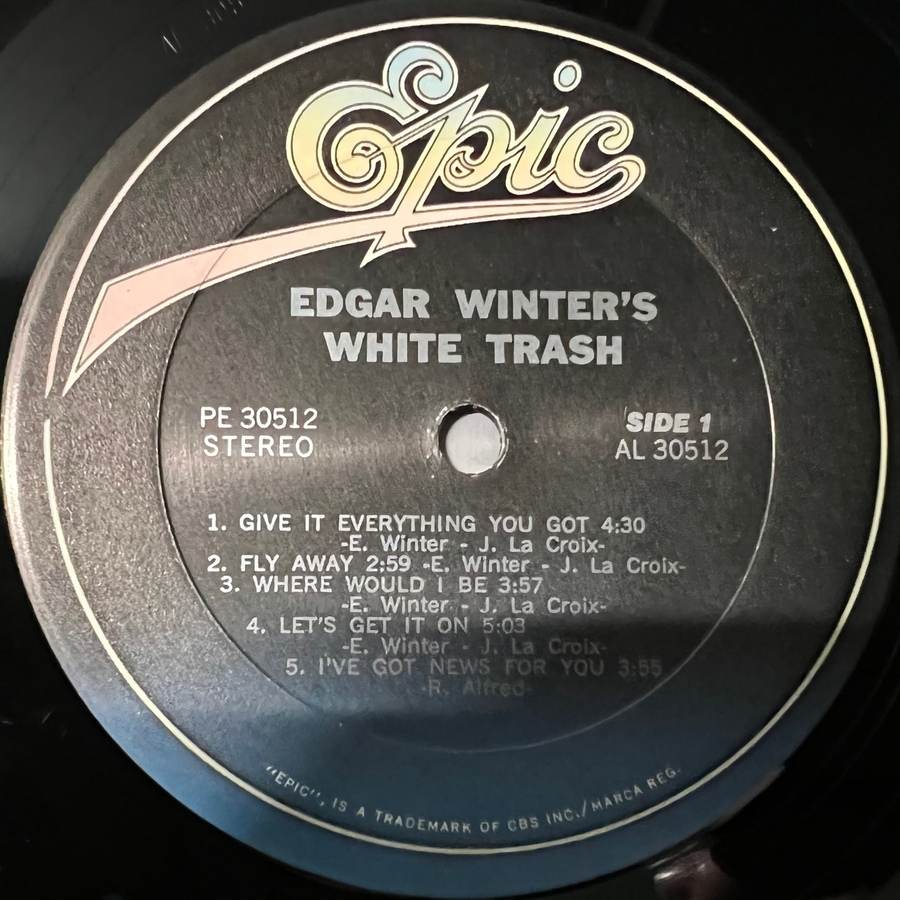 Epic
EDGAR WINTER'S
WHITE TRASH
PE 30512
STEREO
SIDE 1
AL 30512
1. GIVE IT EVERYTHING YOU GOT 4:30
-E. Winter - J. La Croix-
2. FLY AWAY 2:59 -E. Winter - J. La Croix-
3. WHERE WOULD I BE 3:57
-E. Winter - J. La Croix-
4. LET'S GET IT ON 5:03
-E. Winter - J. La Croix-
5. I'VE GOT NEWS FOR YOU 3:55
-R. Alfred-
"EPIC", IS A TRADEMARK OF CBS INC./MARCA REG.